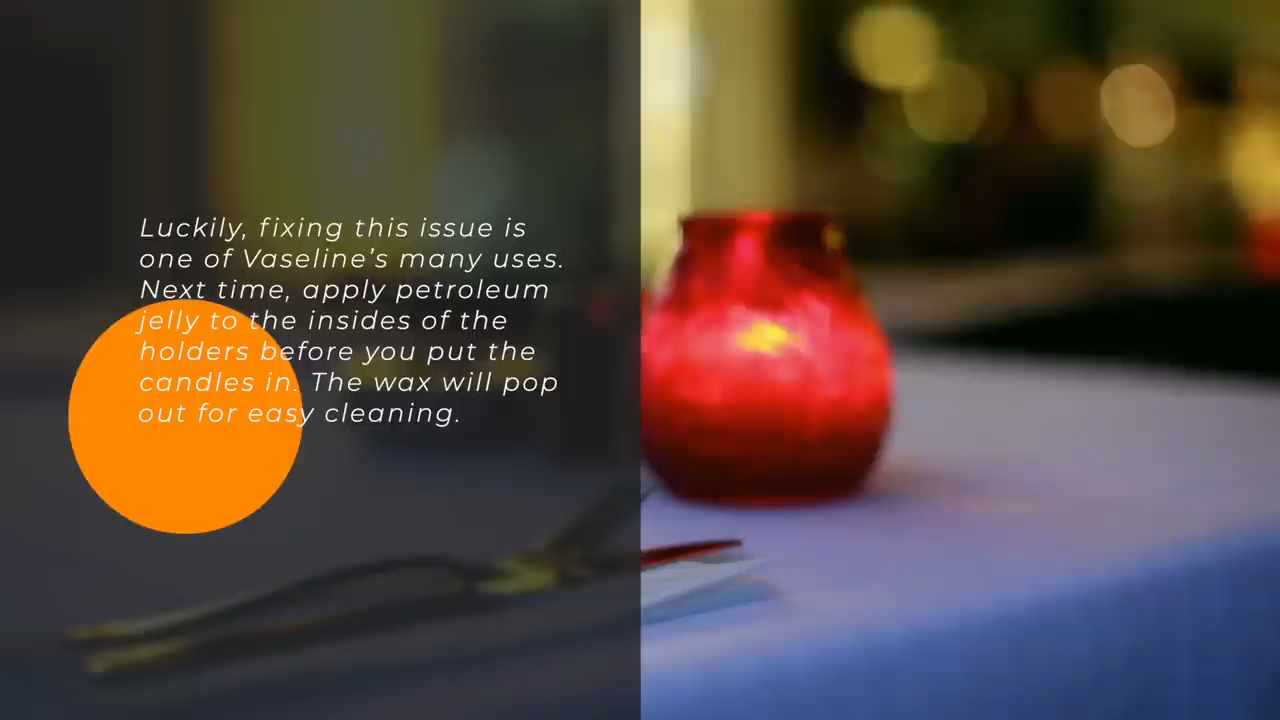 Luckily, fixing this issue is
one of Vaseline’s many uses.
Next time, apply petroleum
jelly to the insides of the
holders before you put the
candles in. The wax will pop
out for easy cleaning.